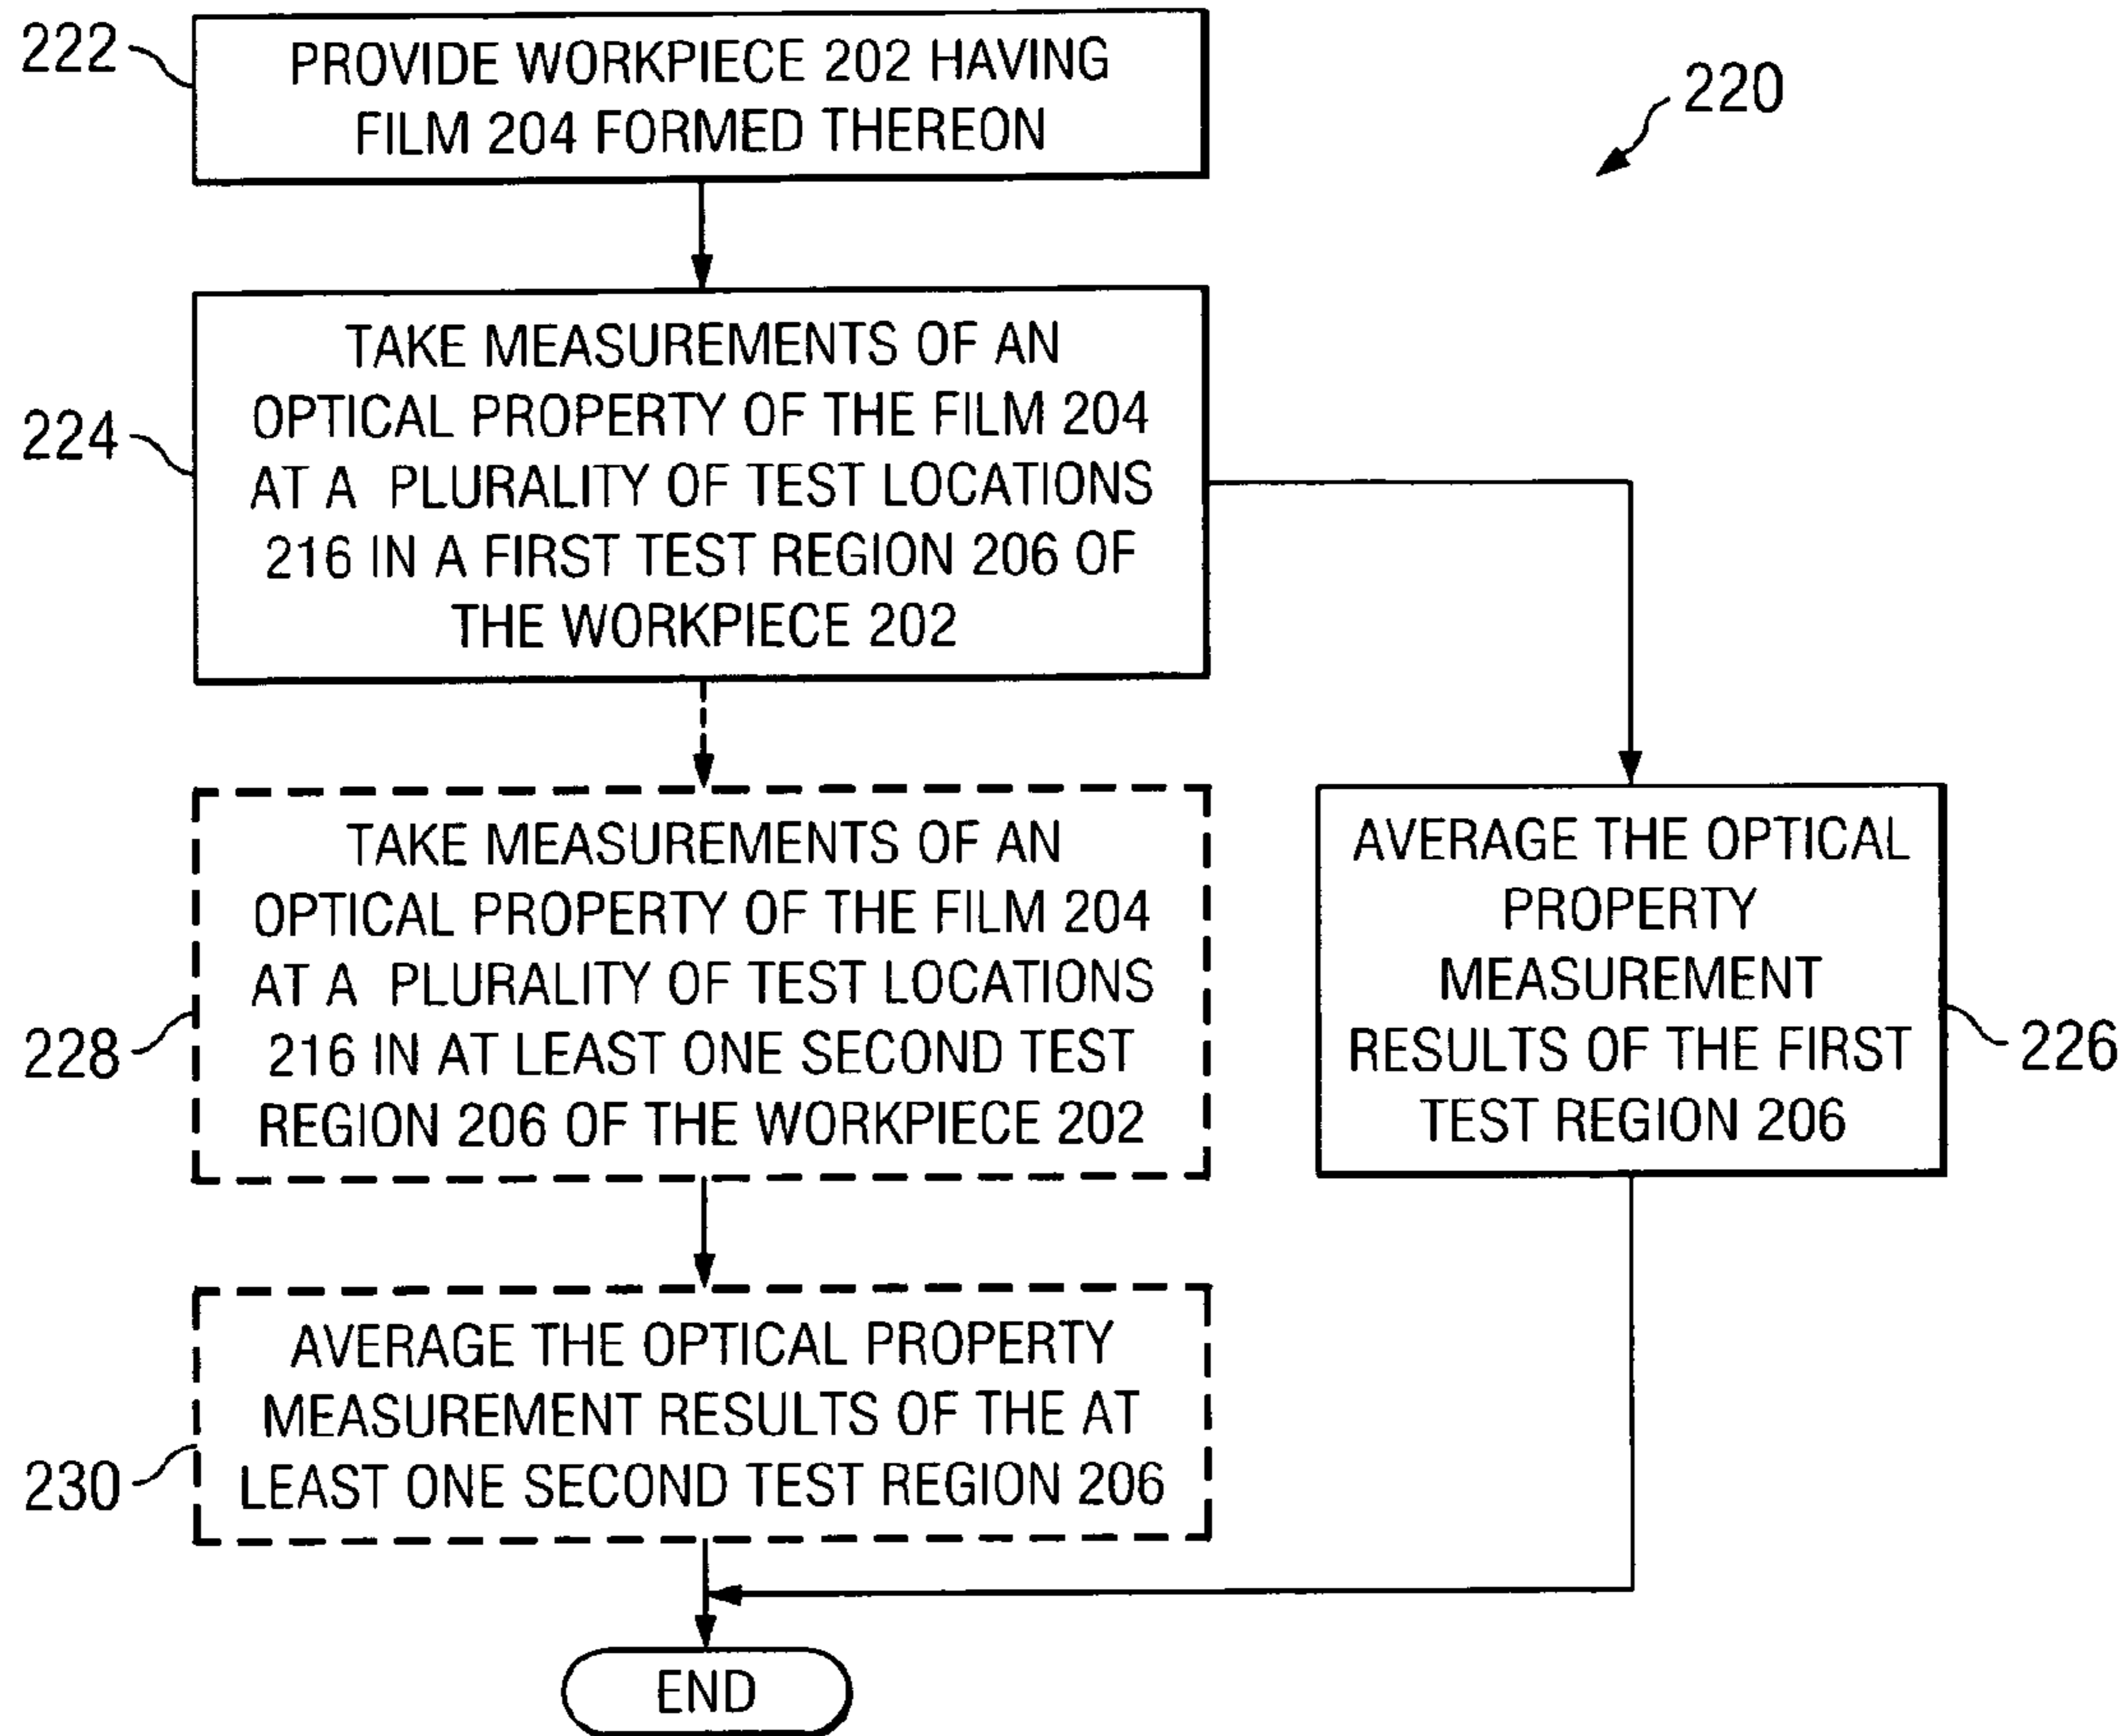 222
PROVIDE WORKPIECE 202 HAVING
FILM 204 FORMED THEREON
220
224
TAKE MEASUREMENTS OF AN
OPTICAL PROPERTY OF THE FILM 204
AT A PLURALITY OF TEST LOCATIONS
216 IN A FIRST TEST REGION 206 OF
THE WORKPIECE 202
228
TAKE MEASUREMENTS OF AN
OPTICAL PROPERTY OF THE FILM 204
AT A PLURALITY OF TEST LOCATIONS
216 IN AT LEAST ONE SECOND TEST
REGION 206 OF THE WORKPIECE 202
AVERAGE THE OPTICAL
PROPERTY
MEASUREMENT
RESULTS OF THE FIRST
TEST REGION 206
226
230
AVERAGE THE OPTICAL PROPERTY
MEASUREMENT RESULTS OF THE AT
LEAST ONE SECOND TEST REGION 206
END